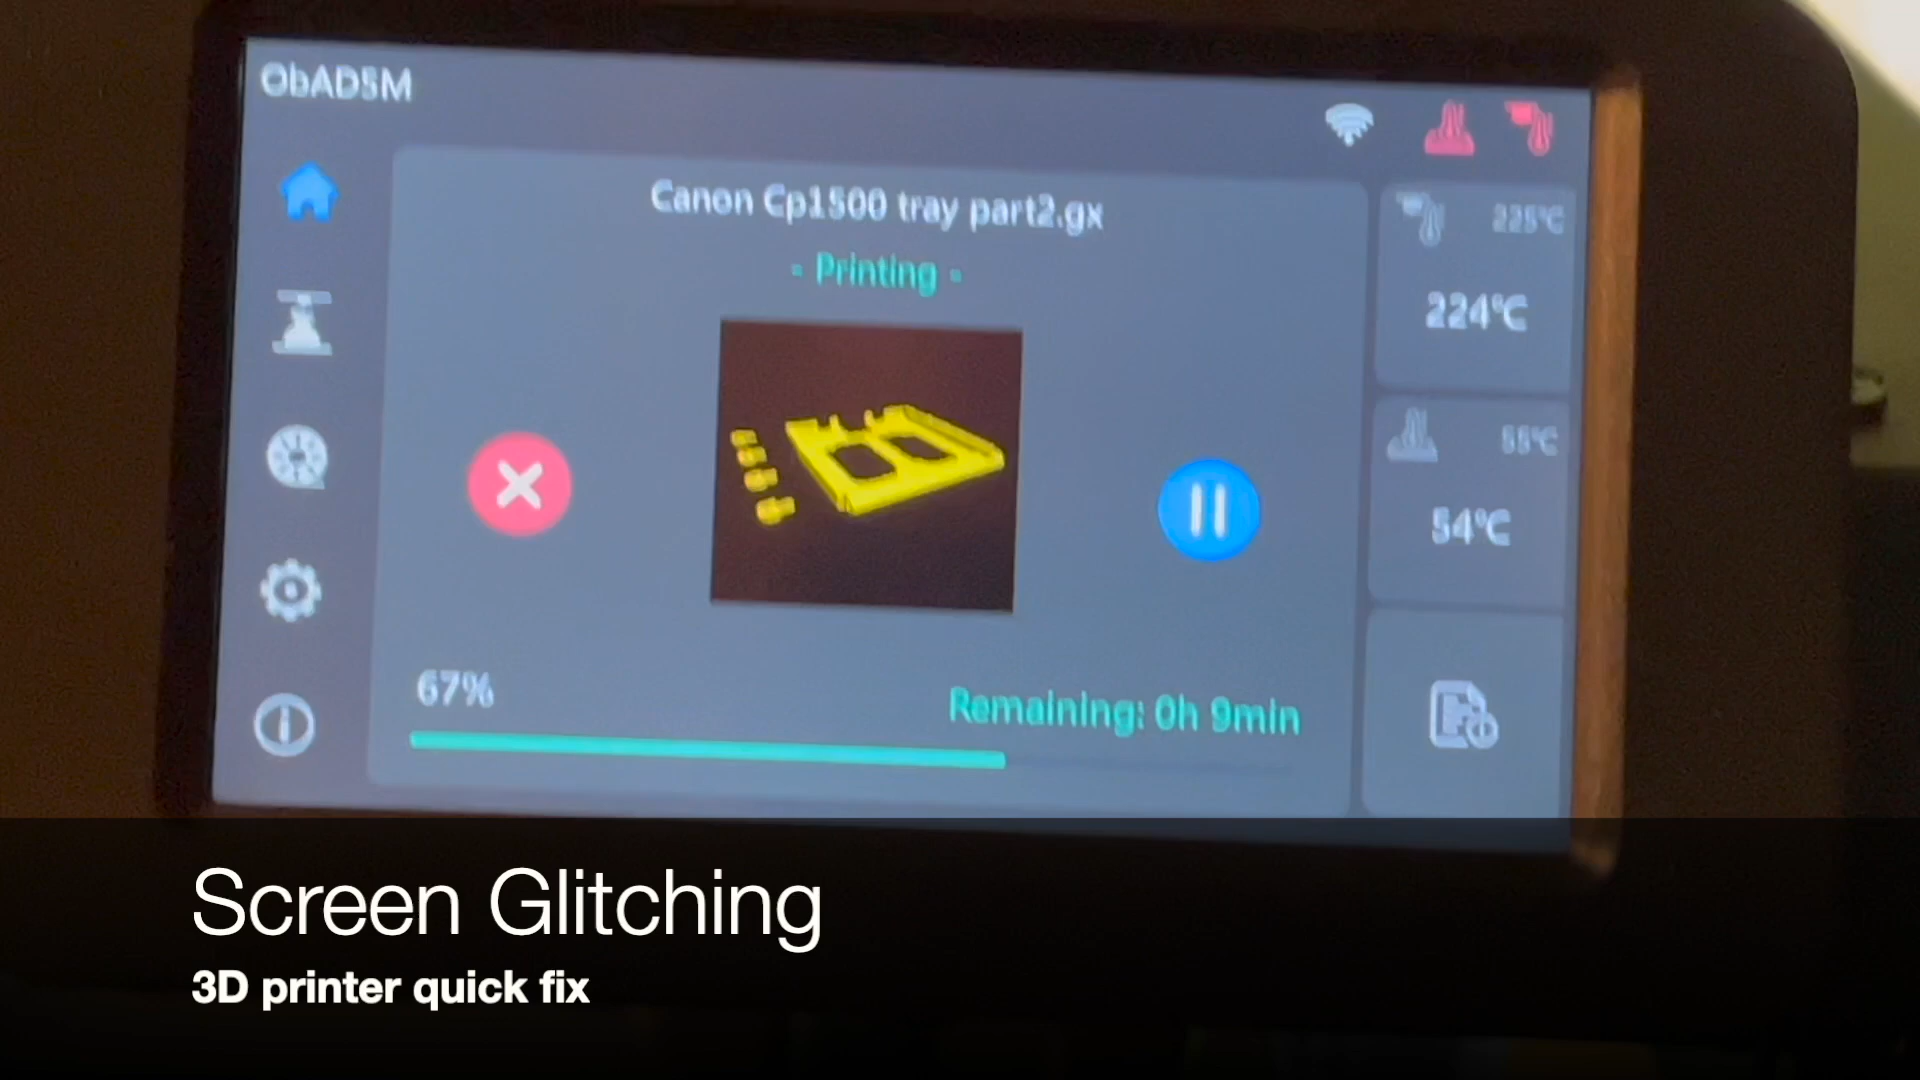 ObAD5M
Canon Cp1500 tray part2.gx
- Printing -
225°C
224°C
55°C
54°C
67%
Remaining: 0h 9min
Screen Glitching
3D printer quick fix